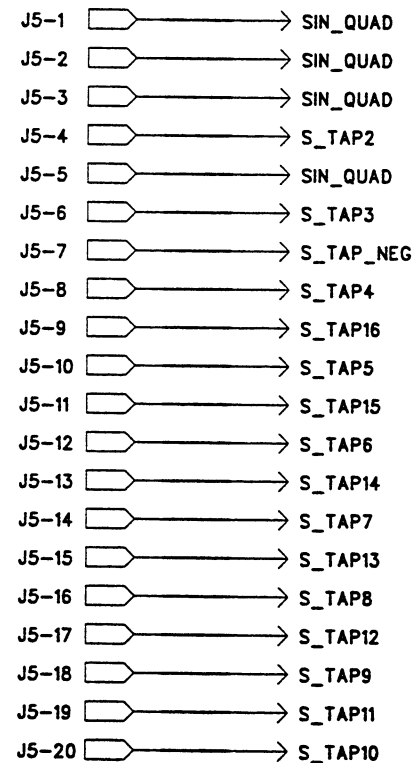 J5-1 SIN_QUAD
J5-2 SIN_QUAD
J5-3 SIN_QUAD
J5-4 S_TAP2
J5-5 SIN_QUAD
J5-6 S_TAP3
J5-7 S_TAP_NEG
J5-8 S_TAP4
J5-9 S_TAP16
J5-10 S_TAP5
J5-11 S_TAP15
J5-12 S_TAP6
J5-13 S_TAP14
J5-14 S_TAP7
J5-15 S_TAP13
J5-16 S_TAP8
J5-17 S_TAP12
J5-18 S_TAP9
J5-19 S_TAP11
J5-20 S_TAP10